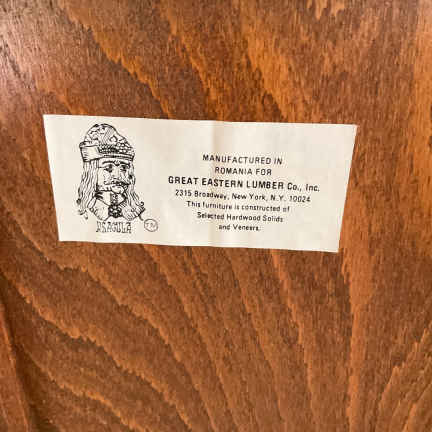 MANUFACTURED IN
ROMANIA FOR
GREAT EASTERN LUMBER Co., Inc.
2315 Broadway, New York, N.Y. 10024
This furniture is constructed of
Selected Hardwood Solids
and Veneers.
DRACULA TM